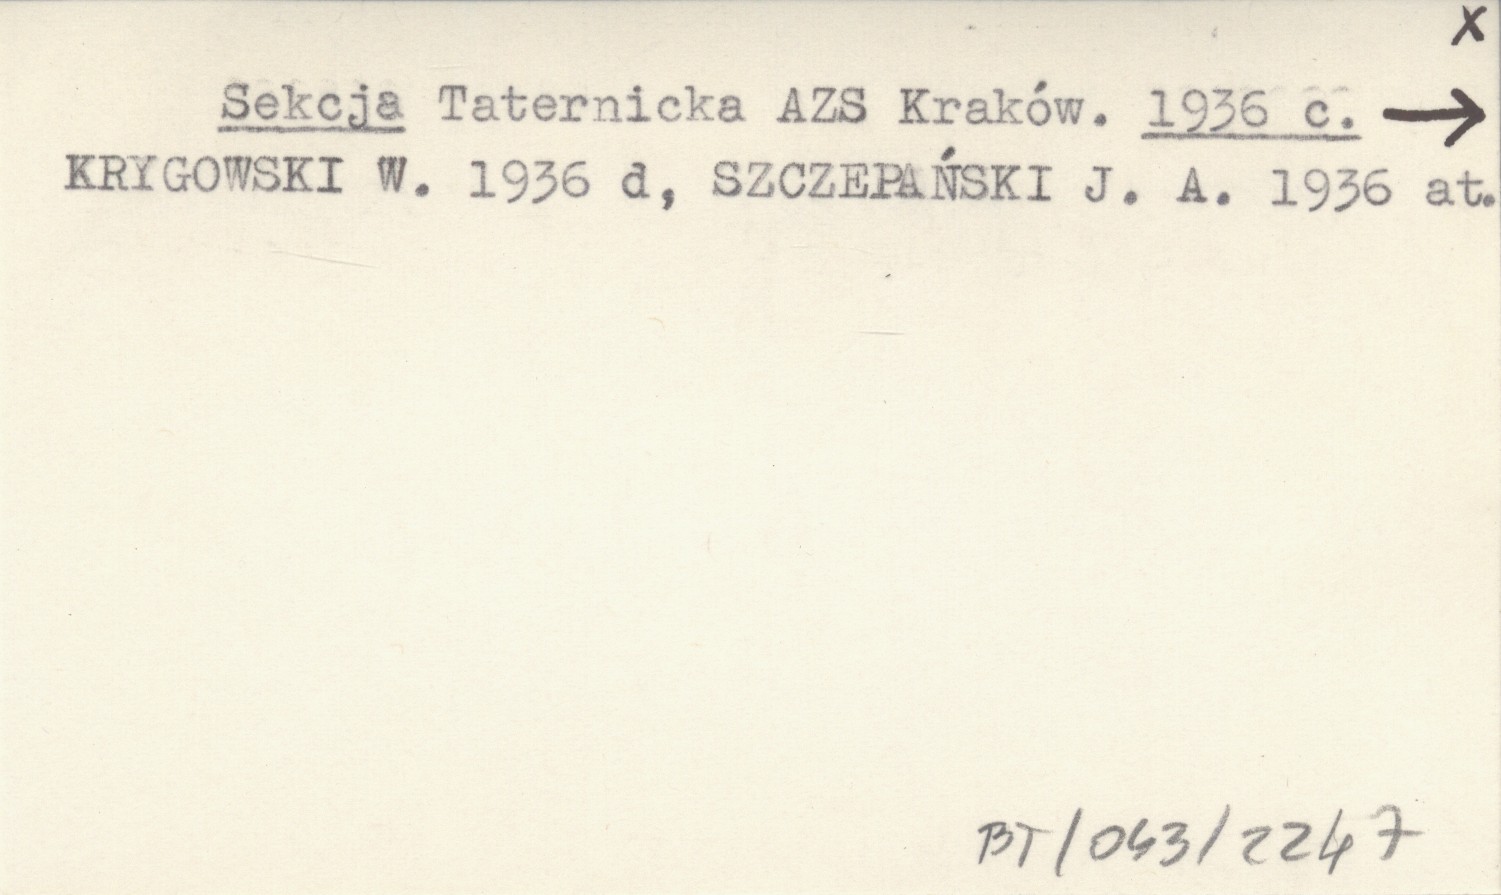 x
Sekcja Taternicka AZS Kraków. 1936 c. →
KRYGOWSKI W. 1936 d, SZCZEPAŃSKI J. A. 1936 at.
BT/043/2247